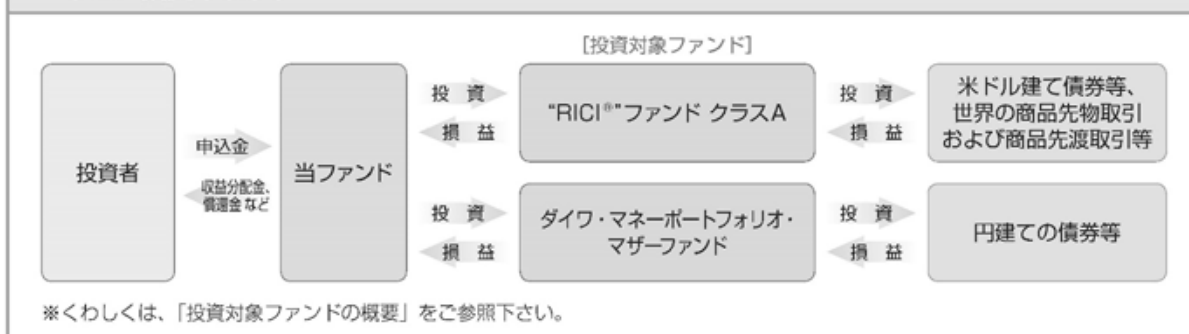 [投資対象ファンド]
投資者
申込金
収益分配金、
償還金 など
当ファンド
投 資
損 益
"RICI®"ファンド クラスA
投 資
損 益
米ドル建て債券等、
世界の商品先物取引
および商品先渡取引等
投 資
損 益
ダイワ・マネーポートフォリオ・
マザーファンド
投 資
損 益
円建ての債券等
※くわしくは、「投資対象ファンドの概要」をご参照下さい。